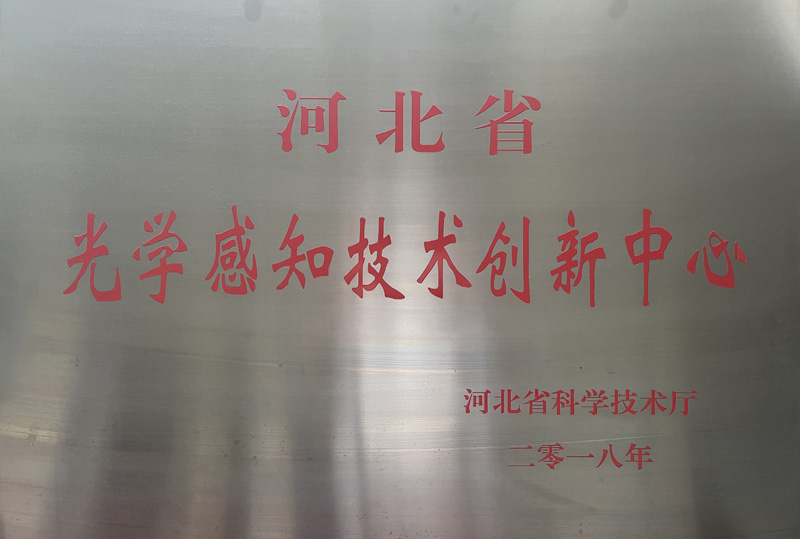 河北省
光学感知技术创新中心
河北省科学技术厅
二零一八年